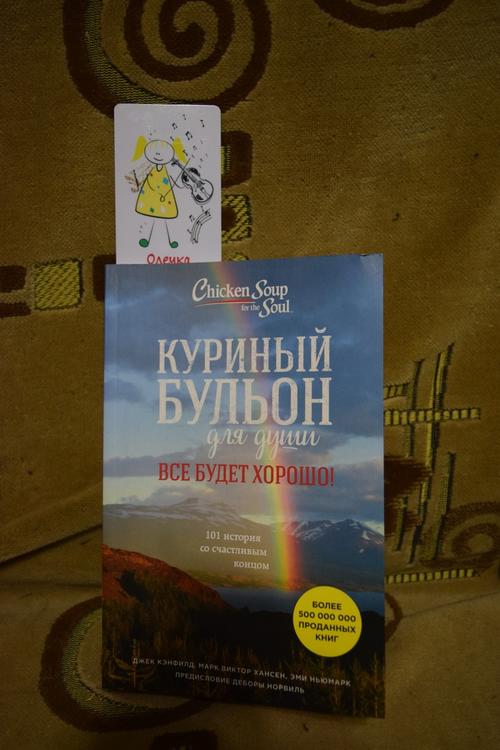 Олечка
Chicken Soup
for the
Soul
КУРИНЫЙ
БУЛЬОН
для души
ВСЕ БУДЕТ ХОРОШО!
101 история
со счастливым
концом
БОЛЕЕ
500 000 000
ПРОДАННЫХ
КНИГ
ДЖЕК КЭНФИЛД, МАРК ВИКТОР ХАНСЕН, ЭМИ НЬЮМАРК
ПРЕДИСЛОВИЕ ДЕБОРЫ НОРВИЛЬ